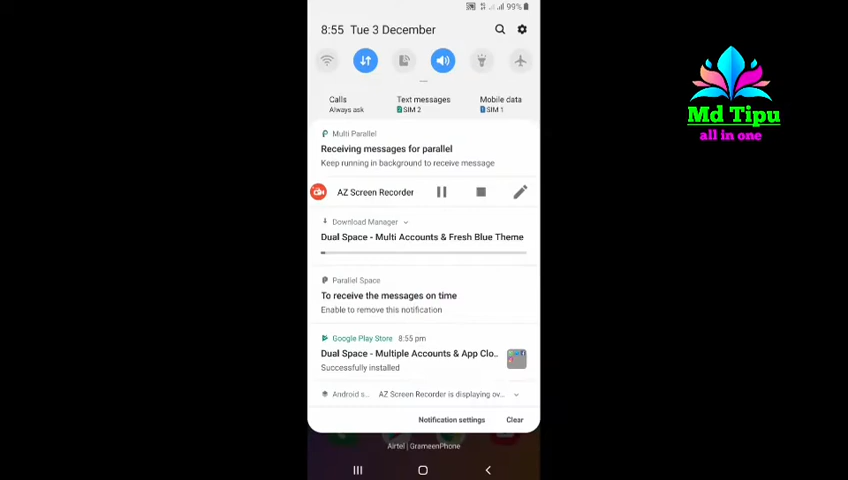 99%
8:55 Tue 3 December
Calls
Always ask
Text messages
SIM 2
Mobile data
SIM 1
Multi Parallel
Receiving messages for parallel
Keep running in background to receive message
AZ Screen Recorder
Download Manager
Dual Space - Multi Accounts & Fresh Blue Theme
Parallel Space
To receive the messages on time
Enable to remove this notification
Google Play Store 8:55 pm
Dual Space - Multiple Accounts & App Clo..
Successfully installed
Android s... AZ Screen Recorder is displaying ov...
Notification settings Clear
Airtel | GrameenPhone
Md Tipu
all in one